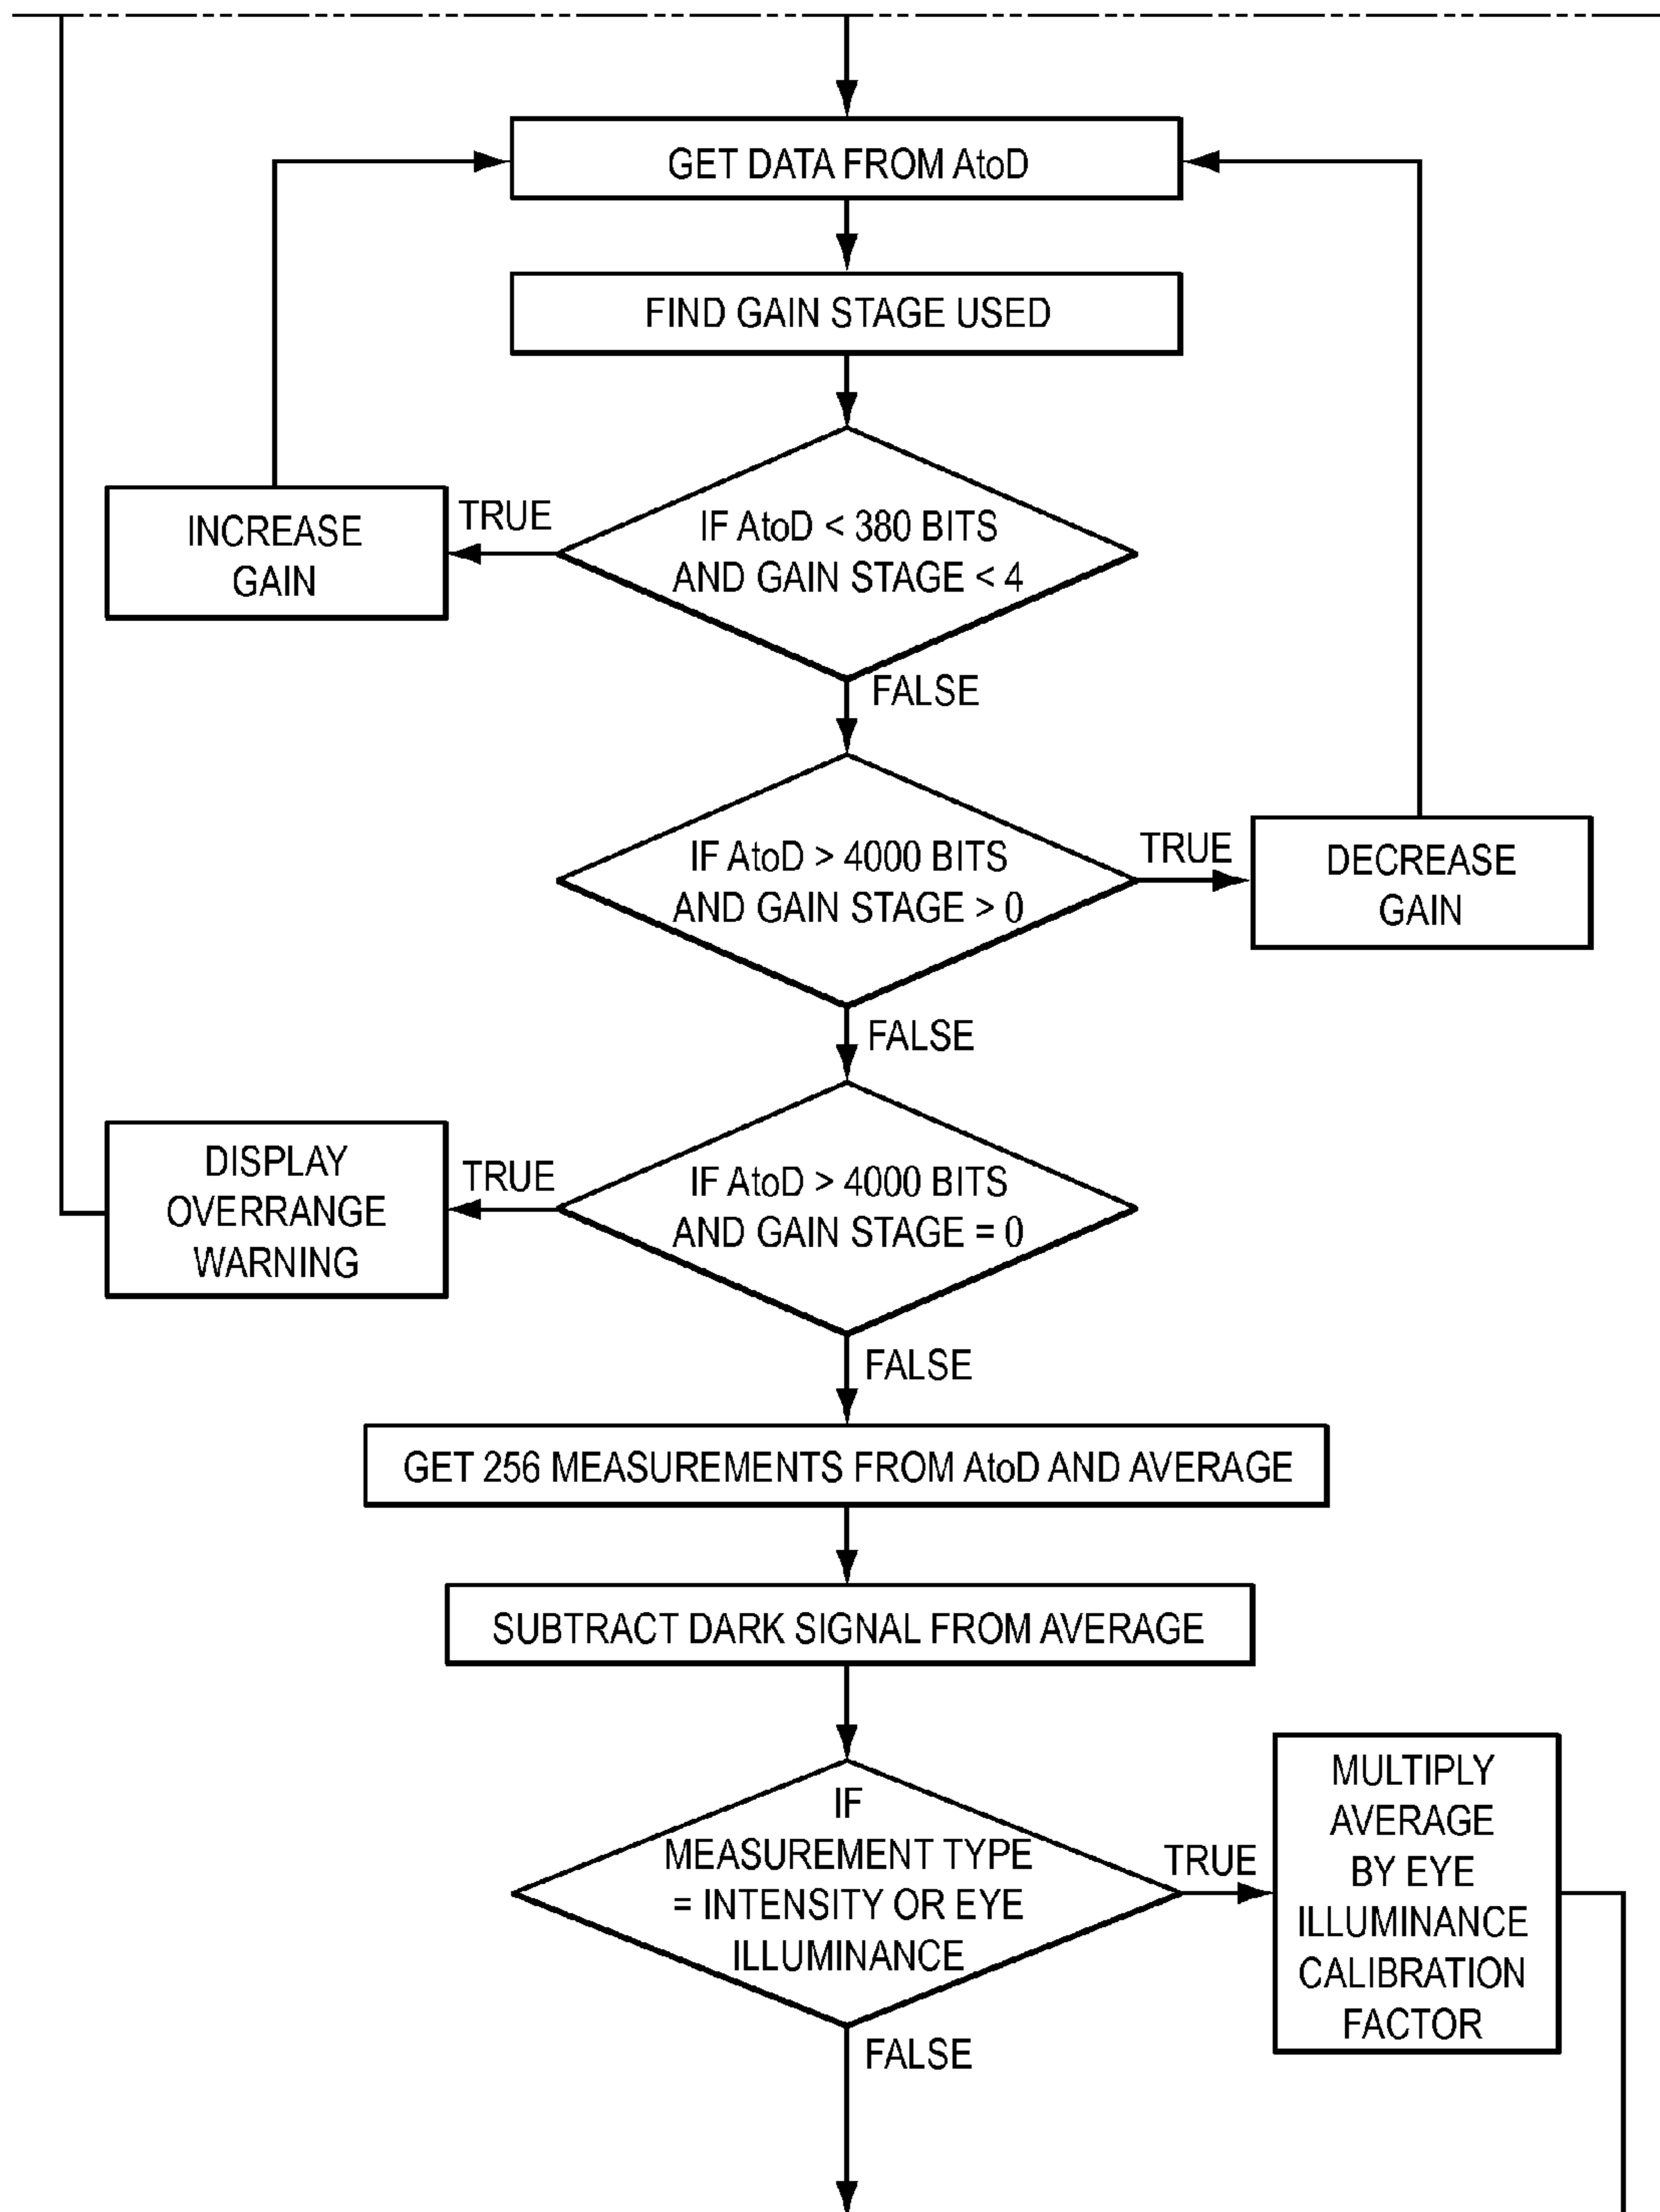 GET DATA FROM AtoD
FIND GAIN STAGE USED
IF AtoD < 380 BITS
AND GAIN STAGE < 4
TRUE
INCREASE
GAIN
FALSE
IF AtoD > 4000 BITS
AND GAIN STAGE > 0
TRUE
DECREASE
GAIN
FALSE
IF AtoD > 4000 BITS
AND GAIN STAGE = 0
TRUE
DISPLAY
OVERRANGE
WARNING
FALSE
GET 256 MEASUREMENTS FROM AtoD AND AVERAGE
SUBTRACT DARK SIGNAL FROM AVERAGE
IF
MEASUREMENT TYPE
= INTENSITY OR EYE
ILLUMINANCE
TRUE
MULTIPLY
AVERAGE
BY EYE
ILLUMINANCE
CALIBRATION
FACTOR
FALSE